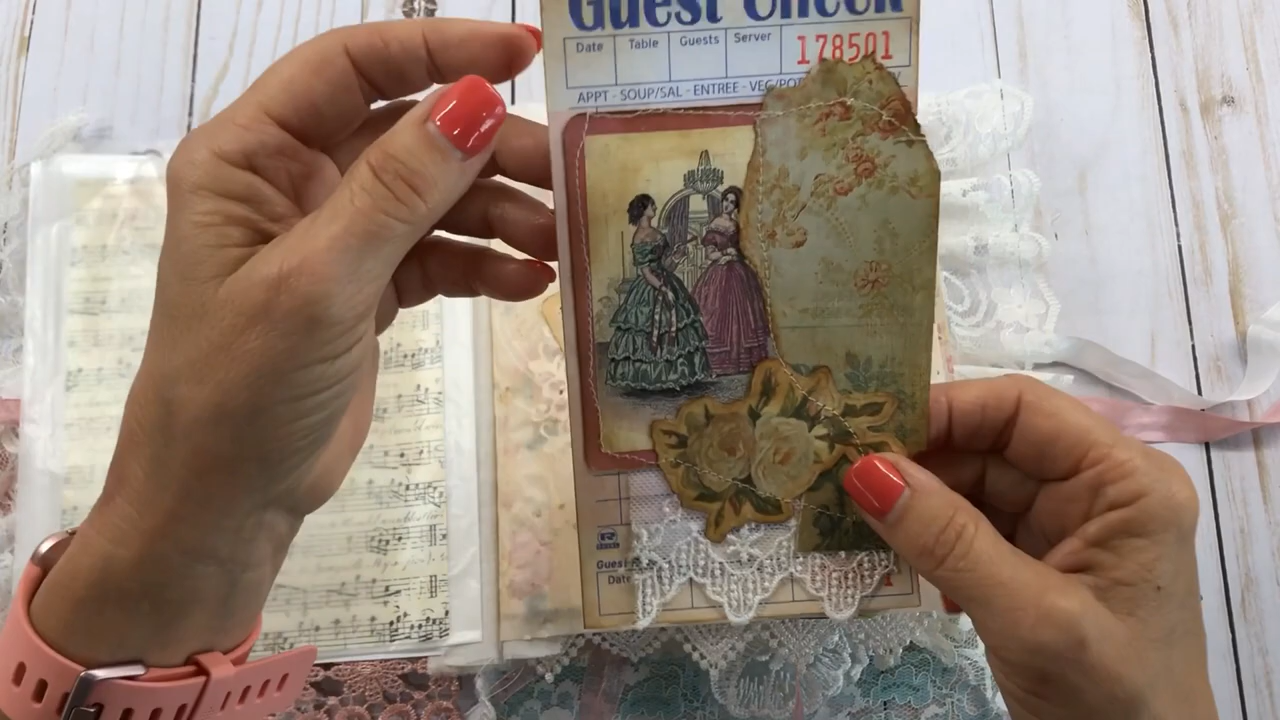 Guest Check
Date Table Guests Server 178501
APPT - SOUP/SAL - ENTREE - VEG/POT
Guest
Date